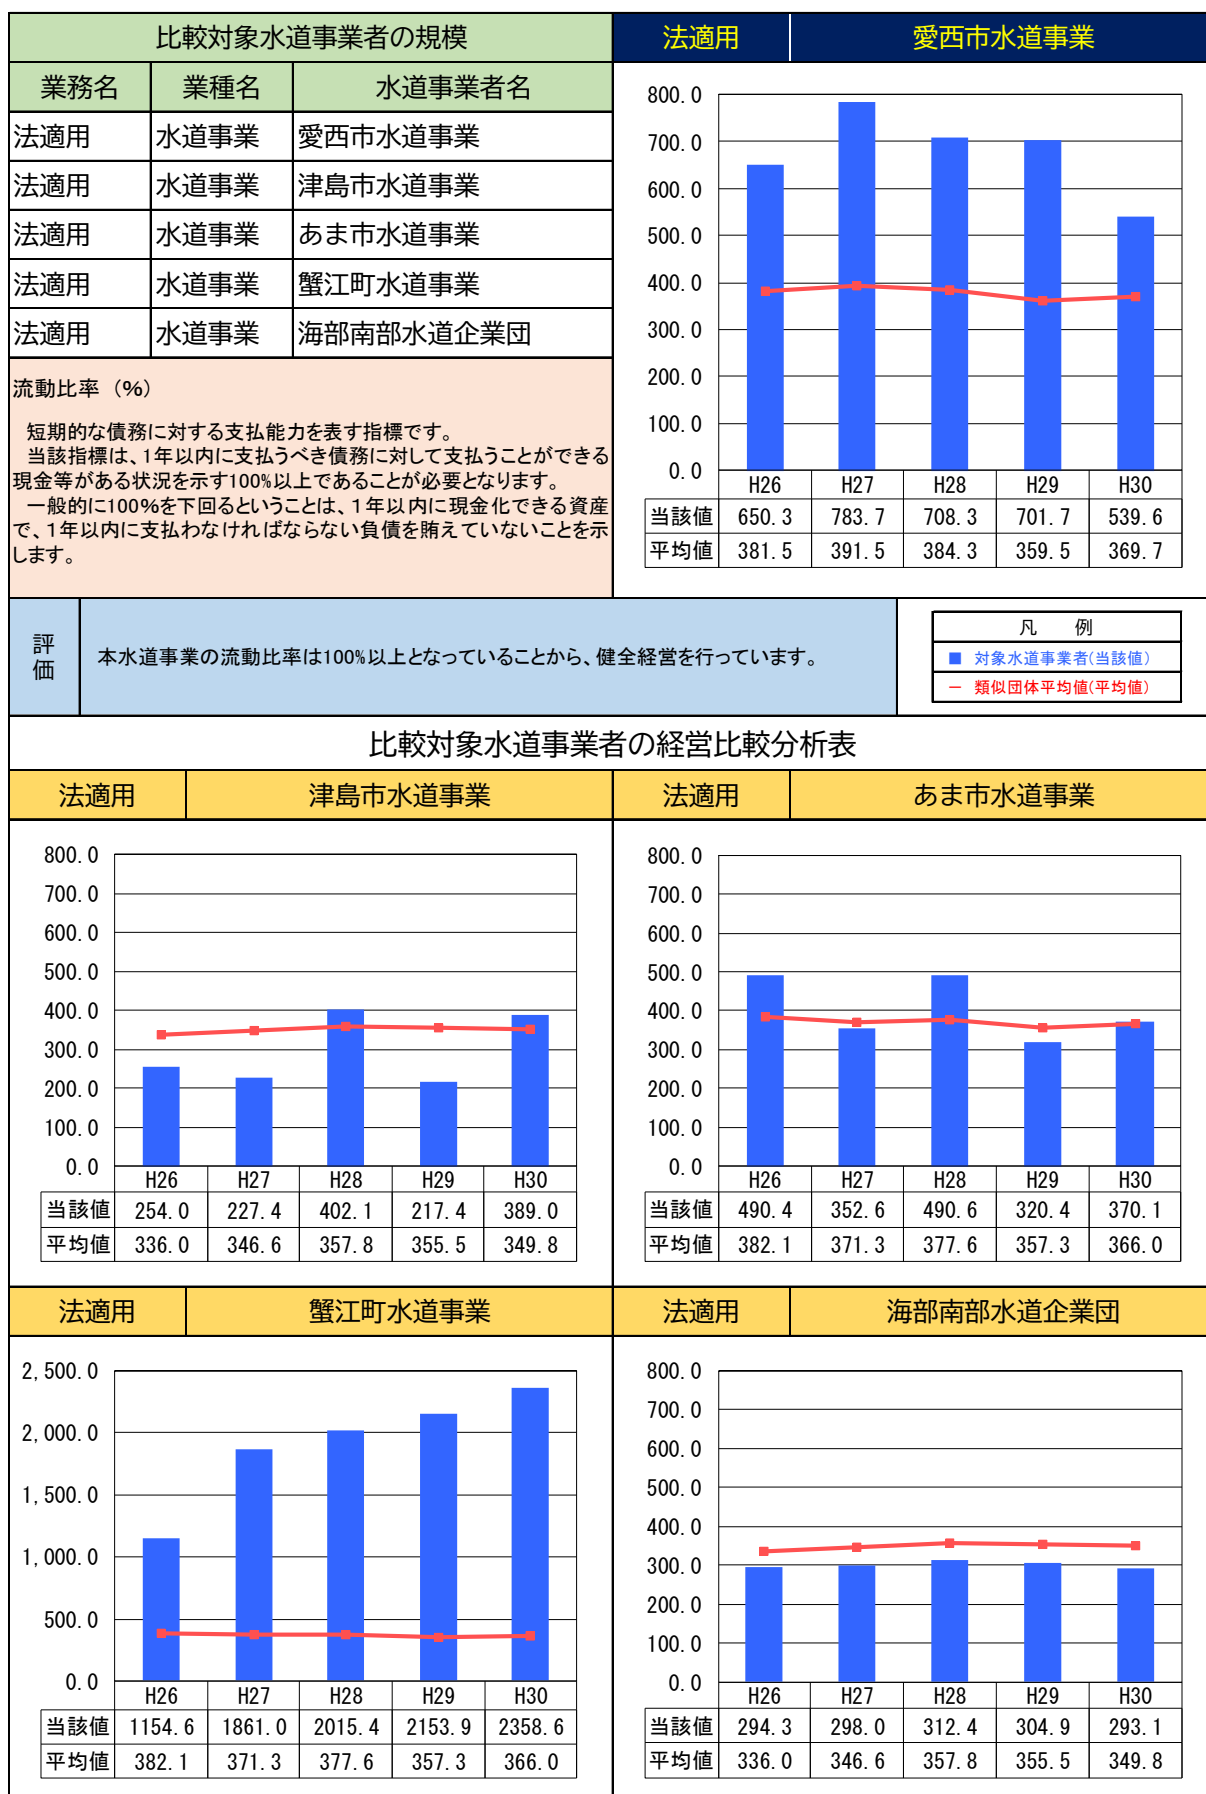 比較対象水道事業者の規模
業務名 業種名 水道事業者名
法適用 水道事業 愛西市水道事業
法適用 水道事業 津島市水道事業
法適用 水道事業 あま市水道事業
法適用 水道事業 蟹江町水道事業
法適用 水道事業 海部南部水道企業団
流動比率（%）
短期的な債務に対する支払能力を表す指標です。
当該指標は、1年以内に支払うべき債務に対して支払うことができる
現金等がある状況を示す100%以上であることが必要となります。
一般的に100%を下回るということは、1年以内に現金化できる資産
で、1年以内に支払わなければならない負債を賄えていないことを示
します。
法適用 愛西市水道事業
800.0
700.0
600.0
500.0
400.0
300.0
200.0
100.0
0.0
H26 H27 H28 H29 H30
当該値 650.3 783.7 708.3 701.7 539.6
平均値 381.5 391.5 384.3 359.5 369.7
評価
本水道事業の流動比率は100%以上となっていることから、健全経営を行っています。
凡 例
■ 対象水道事業者(当該値)
― 類似団体平均値(平均値)
比較対象水道事業者の経営比較分析表
法適用 津島市水道事業
800.0
700.0
600.0
500.0
400.0
300.0
200.0
100.0
0.0
H26 H27 H28 H29 H30
当該値 254.0 227.4 402.1 217.4 389.0
平均値 336.0 346.6 357.8 355.5 349.8
法適用 あま市水道事業
800.0
700.0
600.0
500.0
400.0
300.0
200.0
100.0
0.0
H26 H27 H28 H29 H30
当該値 490.4 352.6 490.6 320.4 370.1
平均値 382.1 371.3 377.6 357.3 366.0
法適用 蟹江町水道事業
2,500.0
2,000.0
1,500.0
1,000.0
500.0
0.0
H26 H27 H28 H29 H30
当該値 1154.6 1861.0 2015.4 2153.9 2358.6
平均値 382.1 371.3 377.6 357.3 366.0
法適用 海部南部水道企業団
800.0
700.0
600.0
500.0
400.0
300.0
200.0
100.0
0.0
H26 H27 H28 H29 H30
当該値 294.3 298.0 312.4 304.9 293.1
平均値 336.0 346.6 357.8 355.5 349.8